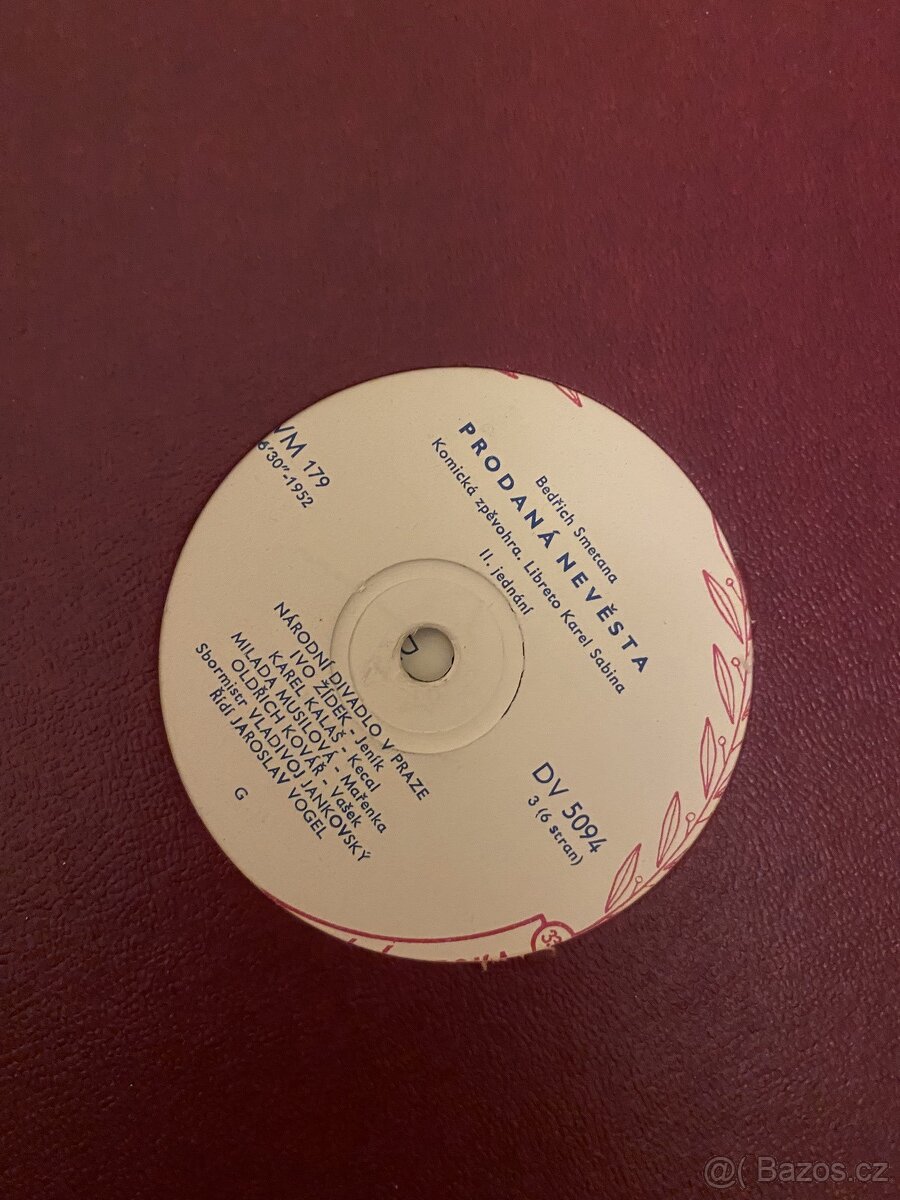 Bedřich Smetana
PRODANÁ NEVĚSTA
Komická zpěvohra. Libreto Karel Sabina
II. jednání
VM 179
6'30"-1952
DV 5094
3 (6 stran)
NÁRODNÍ DIVADLO V PRAZE
IVO ŽÍDEK - Jeník
KAREL KALAŠ - Kecal
MILADA MUSILOVÁ - Mařenka
OLDŘICH KOVÁŘ - Vašek
Sbormistr VLADIVOJ JANKOVSKÝ
Řídí JAROSLAV VOGEL
G
33
@( Bazos.cz